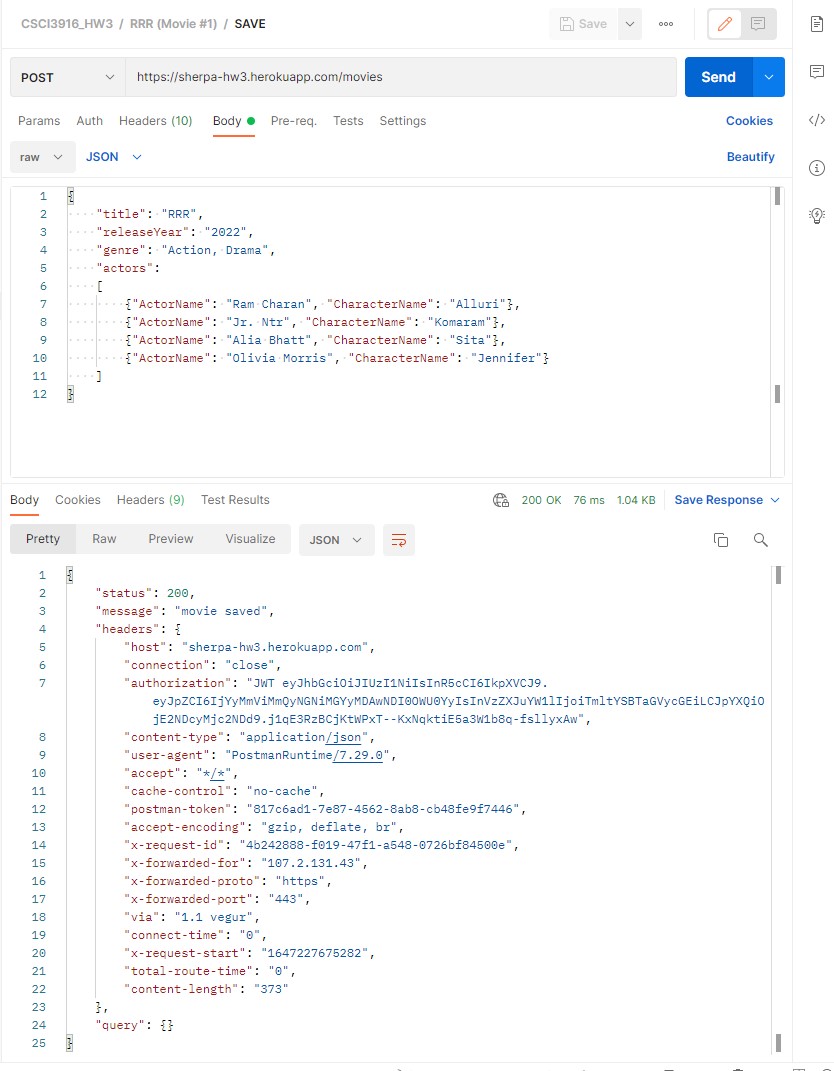 CSCI3916_HW3 / RRR (Movie #1) / SAVE
Save
POST
https://sherpa-hw3.herokuapp.com/movies
Send
Params Auth Headers (10) Body Pre-req. Tests Settings Cookies
raw JSON Beautify
1 {
2 "title": "RRR",
3 "releaseYear": "2022",
4 "genre": "Action, Drama",
5 "actors":
6 [
7 {"ActorName": "Ram Charan", "CharacterName": "Alluri"},
8 {"ActorName": "Jr. Ntr", "CharacterName": "Komaram"},
9 {"ActorName": "Alia Bhatt", "CharacterName": "Sita"},
10 {"ActorName": "Olivia Morris", "CharacterName": "Jennifer"}
11 ]
12 }
Body Cookies Headers (9) Test Results 200 OK 76 ms 1.04 KB Save Response
Pretty Raw Preview Visualize JSON
1 {
2 "status": 200,
3 "message": "movie saved",
4 "headers": {
5 "host": "sherpa-hw3.herokuapp.com",
6 "connection": "close",
7 "authorization": "JWT eyJhbGciOiJIUzI1NiIsInR5cCI6IkpXVCJ9.
eyJpZCI6IjYyMmViMmQyNGNiMGYyMDAwNDI0OWU0YyIsInVzZXJuYW1lIjoiTmltYSBTaGVycGEiLCJpYXQiO
jE2NDcyMjc2NDd9.j1qE3RzBCjKtWPxT--KxNqktiE5a3W1b8q-fsllyxAw",
8 "content-type": "application/json",
9 "user-agent": "PostmanRuntime/7.29.0",
10 "accept": "*/*",
11 "cache-control": "no-cache",
12 "postman-token": "817c6ad1-7e87-4562-8ab8-cb48fe9f7446",
13 "accept-encoding": "gzip, deflate, br",
14 "x-request-id": "4b242888-f019-47f1-a548-0726bf84500e",
15 "x-forwarded-for": "107.2.131.43",
16 "x-forwarded-proto": "https",
17 "x-forwarded-port": "443",
18 "via": "1.1 vegur",
19 "connect-time": "0",
20 "x-request-start": "1647227675282",
21 "total-route-time": "0",
22 "content-length": "373"
23 },
24 "query": {}
25 }